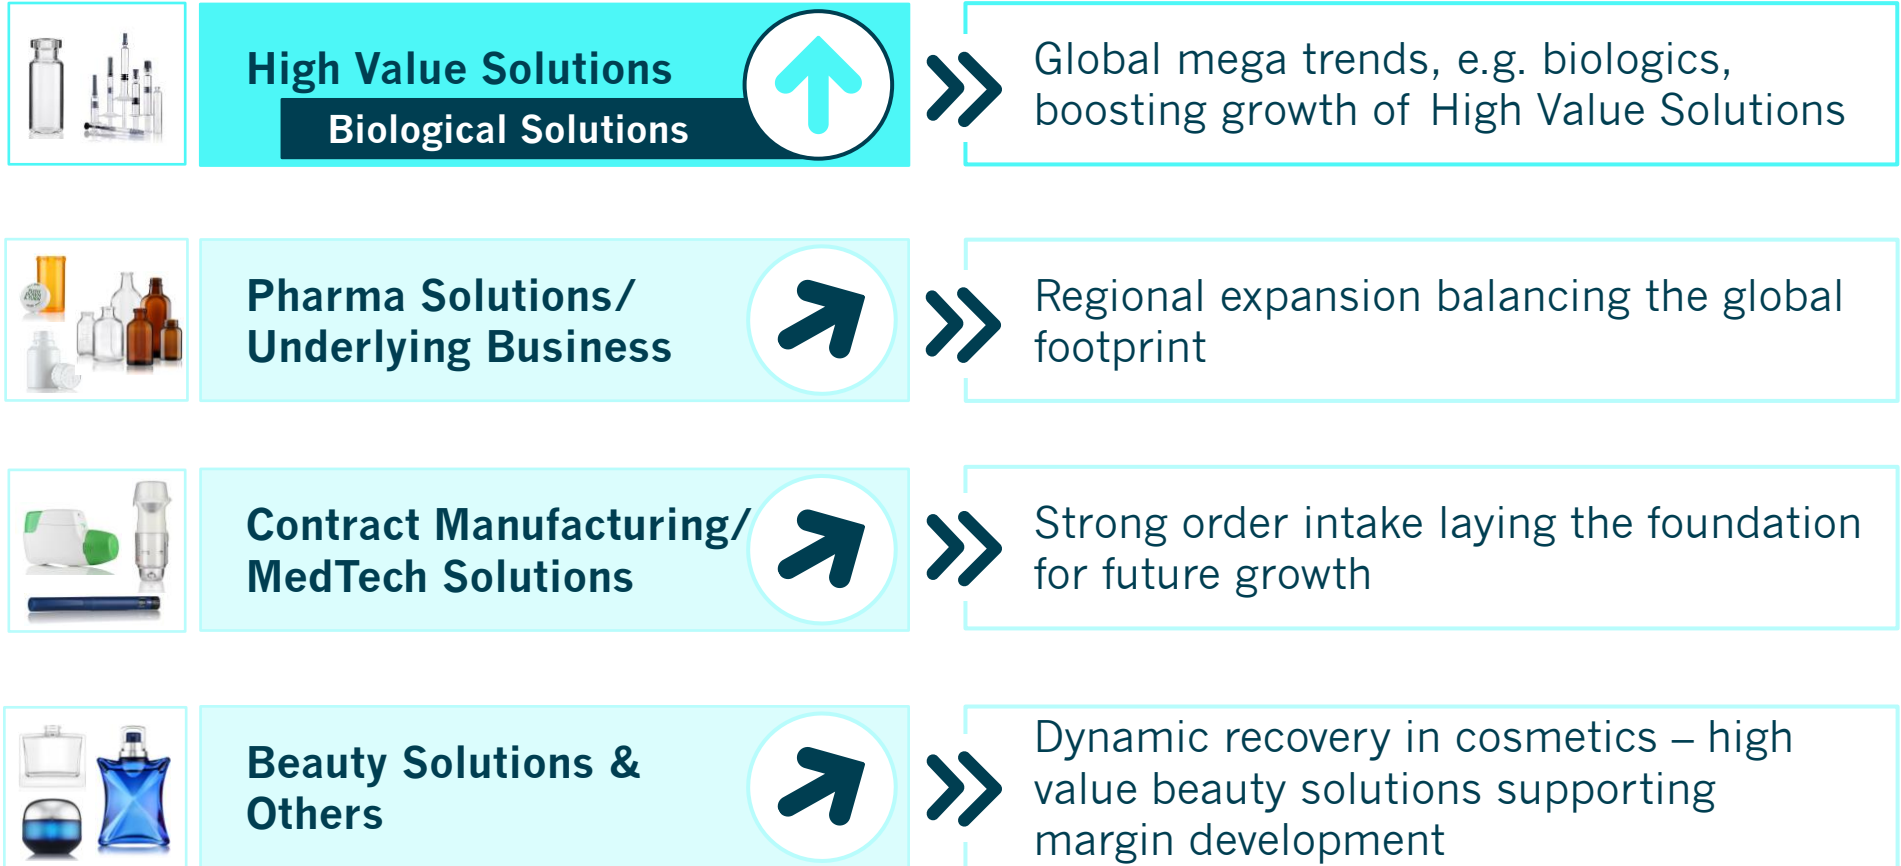 High Value Solutions
Biological Solutions
Global mega trends, e.g. biologics,
boosting growth of High Value Solutions
Pharma Solutions/
Underlying Business
Regional expansion balancing the global
footprint
Contract Manufacturing/
MedTech Solutions
Strong order intake laying the foundation
for future growth
Beauty Solutions &
Others
Dynamic recovery in cosmetics – high
value beauty solutions supporting
margin development